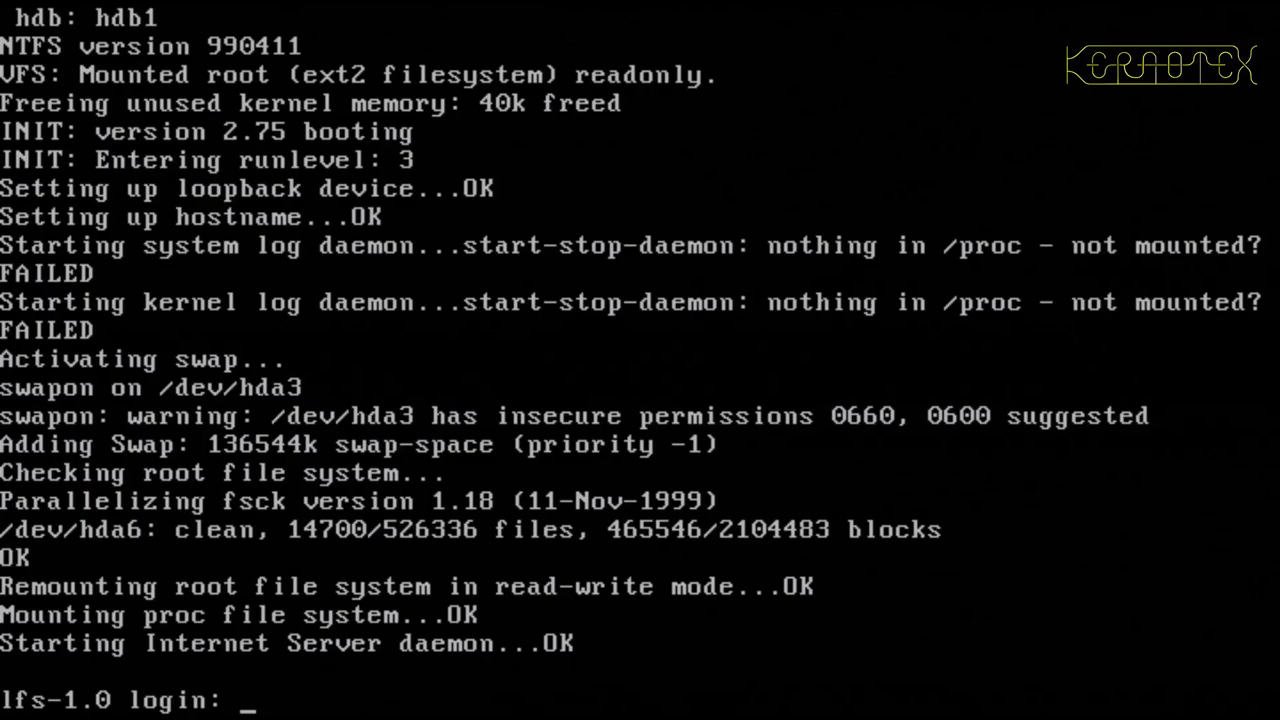 hdb: hdb1
KERNOTEX
NTFS version 990411
VFS: Mounted root (ext2 filesystem) readonly.
Freeing unused kernel memory: 40k freed
INIT: version 2.75 booting
INIT: Entering runlevel: 3
Setting up loopback device...OK
Setting up hostname...OK
Starting system log daemon...start-stop-daemon: nothing in /proc - not mounted?
FAILED
Starting kernel log daemon...start-stop-daemon: nothing in /proc - not mounted?
FAILED
Activating swap...
swapon on /dev/hda3
swapon: warning: /dev/hda3 has insecure permissions 0660, 0600 suggested
Adding Swap: 136544k swap-space (priority -1)
Checking root file system...
Parallelizing fsck version 1.18 (11-Nov-1999)
/dev/hda6: clean, 14700/526336 files, 465546/2104483 blocks
OK
Remounting root file system in read-write mode...OK
Mounting proc file system...OK
Starting Internet Server daemon...OK
lfs-1.0 login: _